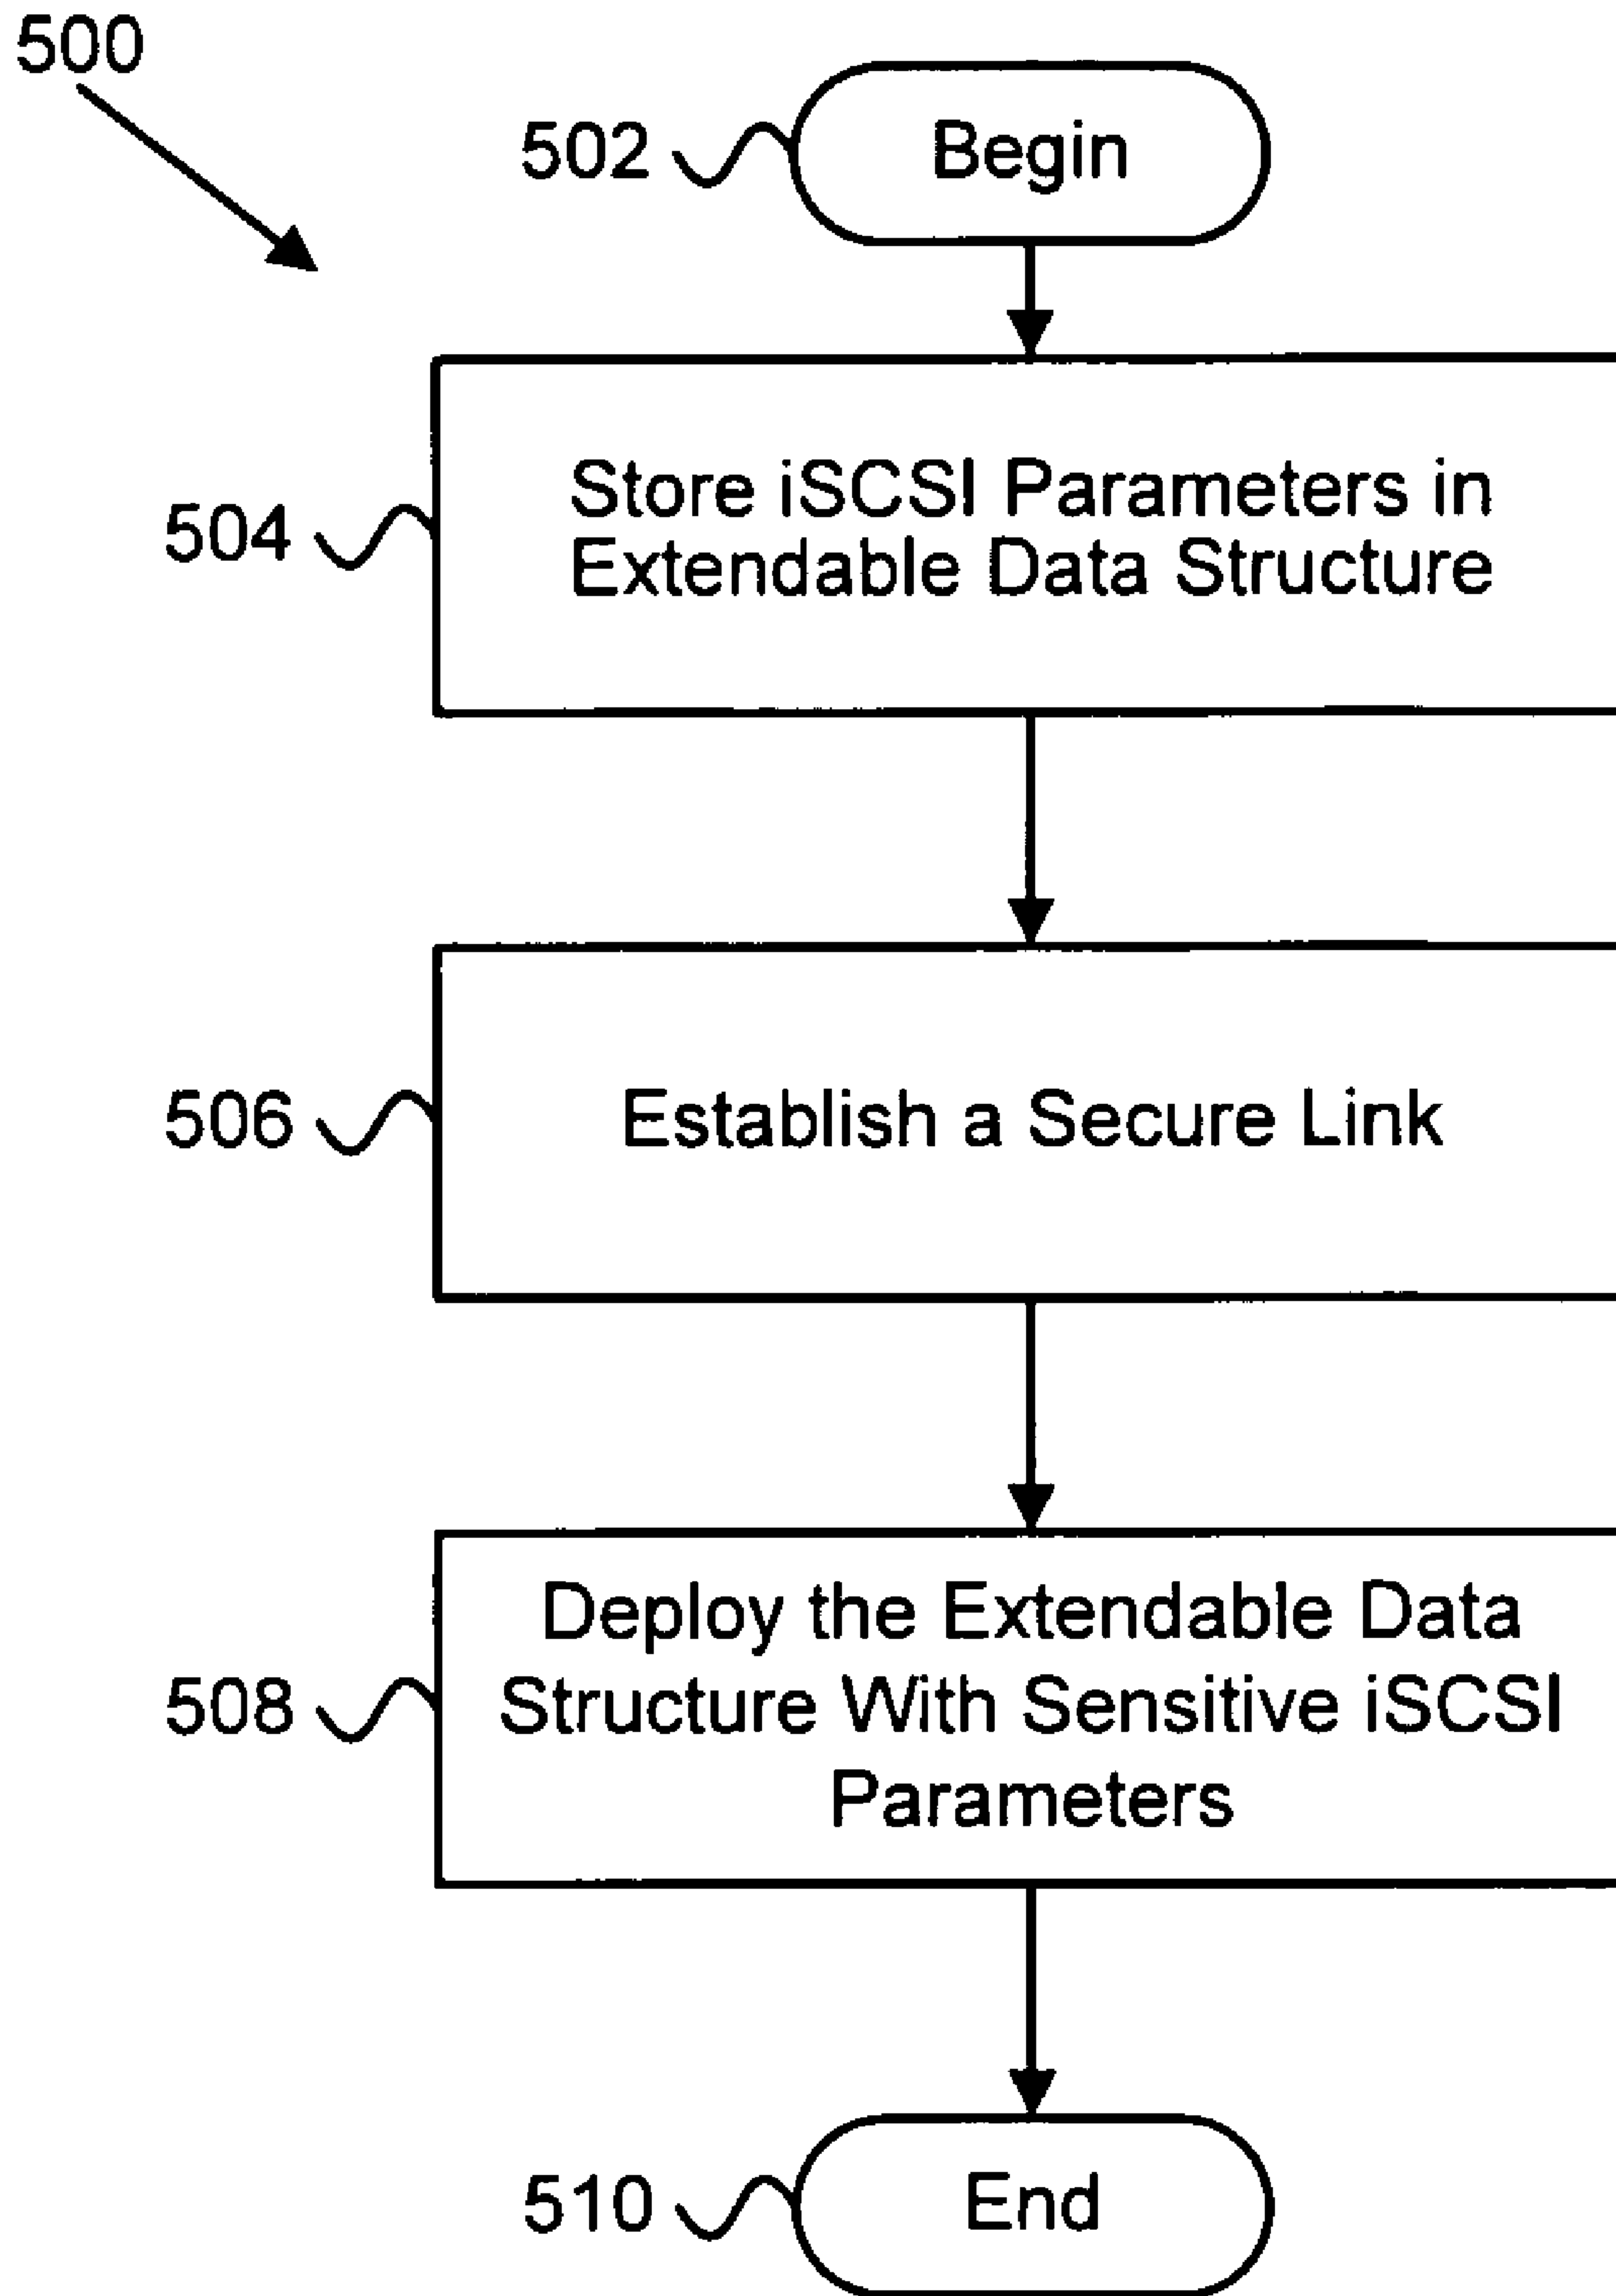 500
502
Begin
504
Store iSCSI Parameters in
Extendable Data Structure
506
Establish a Secure Link
508
Deploy the Extendable Data
Structure With Sensitive iSCSI
Parameters
510
End